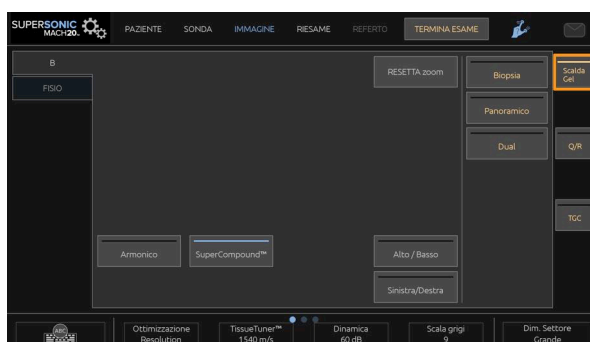 SUPERSONIC
MACH20
PAZIENTE SONDA IMMAGINE RIESAME REFERTO TERMINA ESAME
B
FISIO
RESETTA zoom
Biopsia
Scalda
Gel
Panoramico
Dual
Q/R
TGC
Armonico
SuperCompound™
Alto / Basso
Sinistra/Destra
ABC
Ottimizzazione
Resolution
TissueTuner™
1540 m/s
Dinamica
60 dB
Scala grigi
9
Dim. Settore
Grande